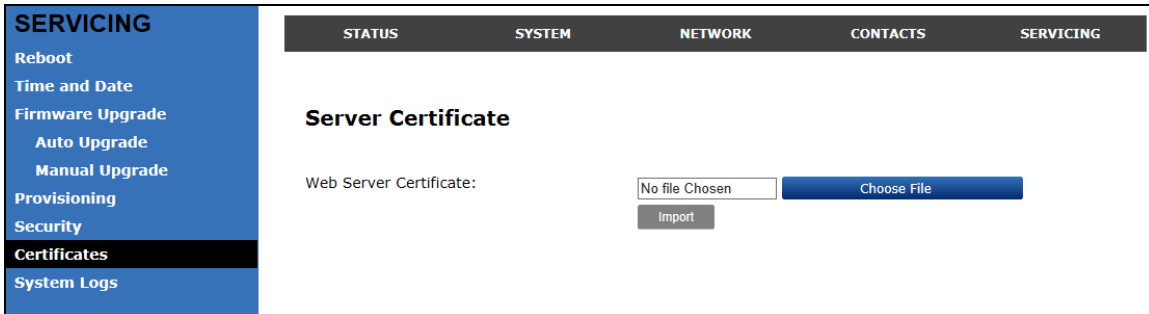 SERVICING
Reboot
Time and Date
Firmware Upgrade
Auto Upgrade
Manual Upgrade
Provisioning
Security
Certificates
System Logs
STATUS SYSTEM NETWORK CONTACTS SERVICING
Server Certificate
Web Server Certificate: No file Chosen Choose File
Import